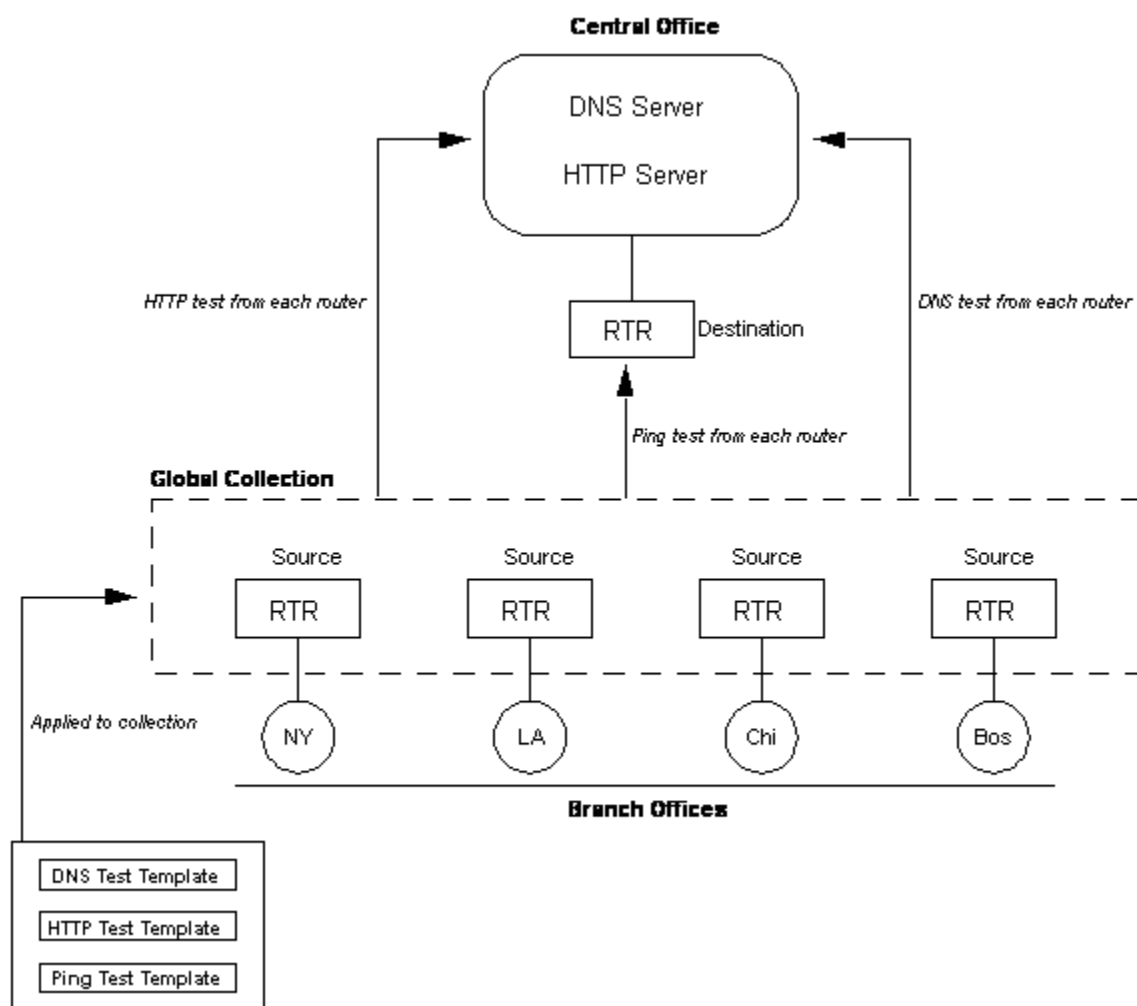 Central Office
DNS Server
HTTP Server
HTTP test from each router
DNS test from each router
RTR
Destination
Ping test from each router
Global Collection
Source
Source
Source
Source
RTR
RTR
RTR
RTR
Applied to collection
NY
LA
Chi
Bos
Branch Offices
DNS Test Template
HTTP Test Template
Ping Test Template